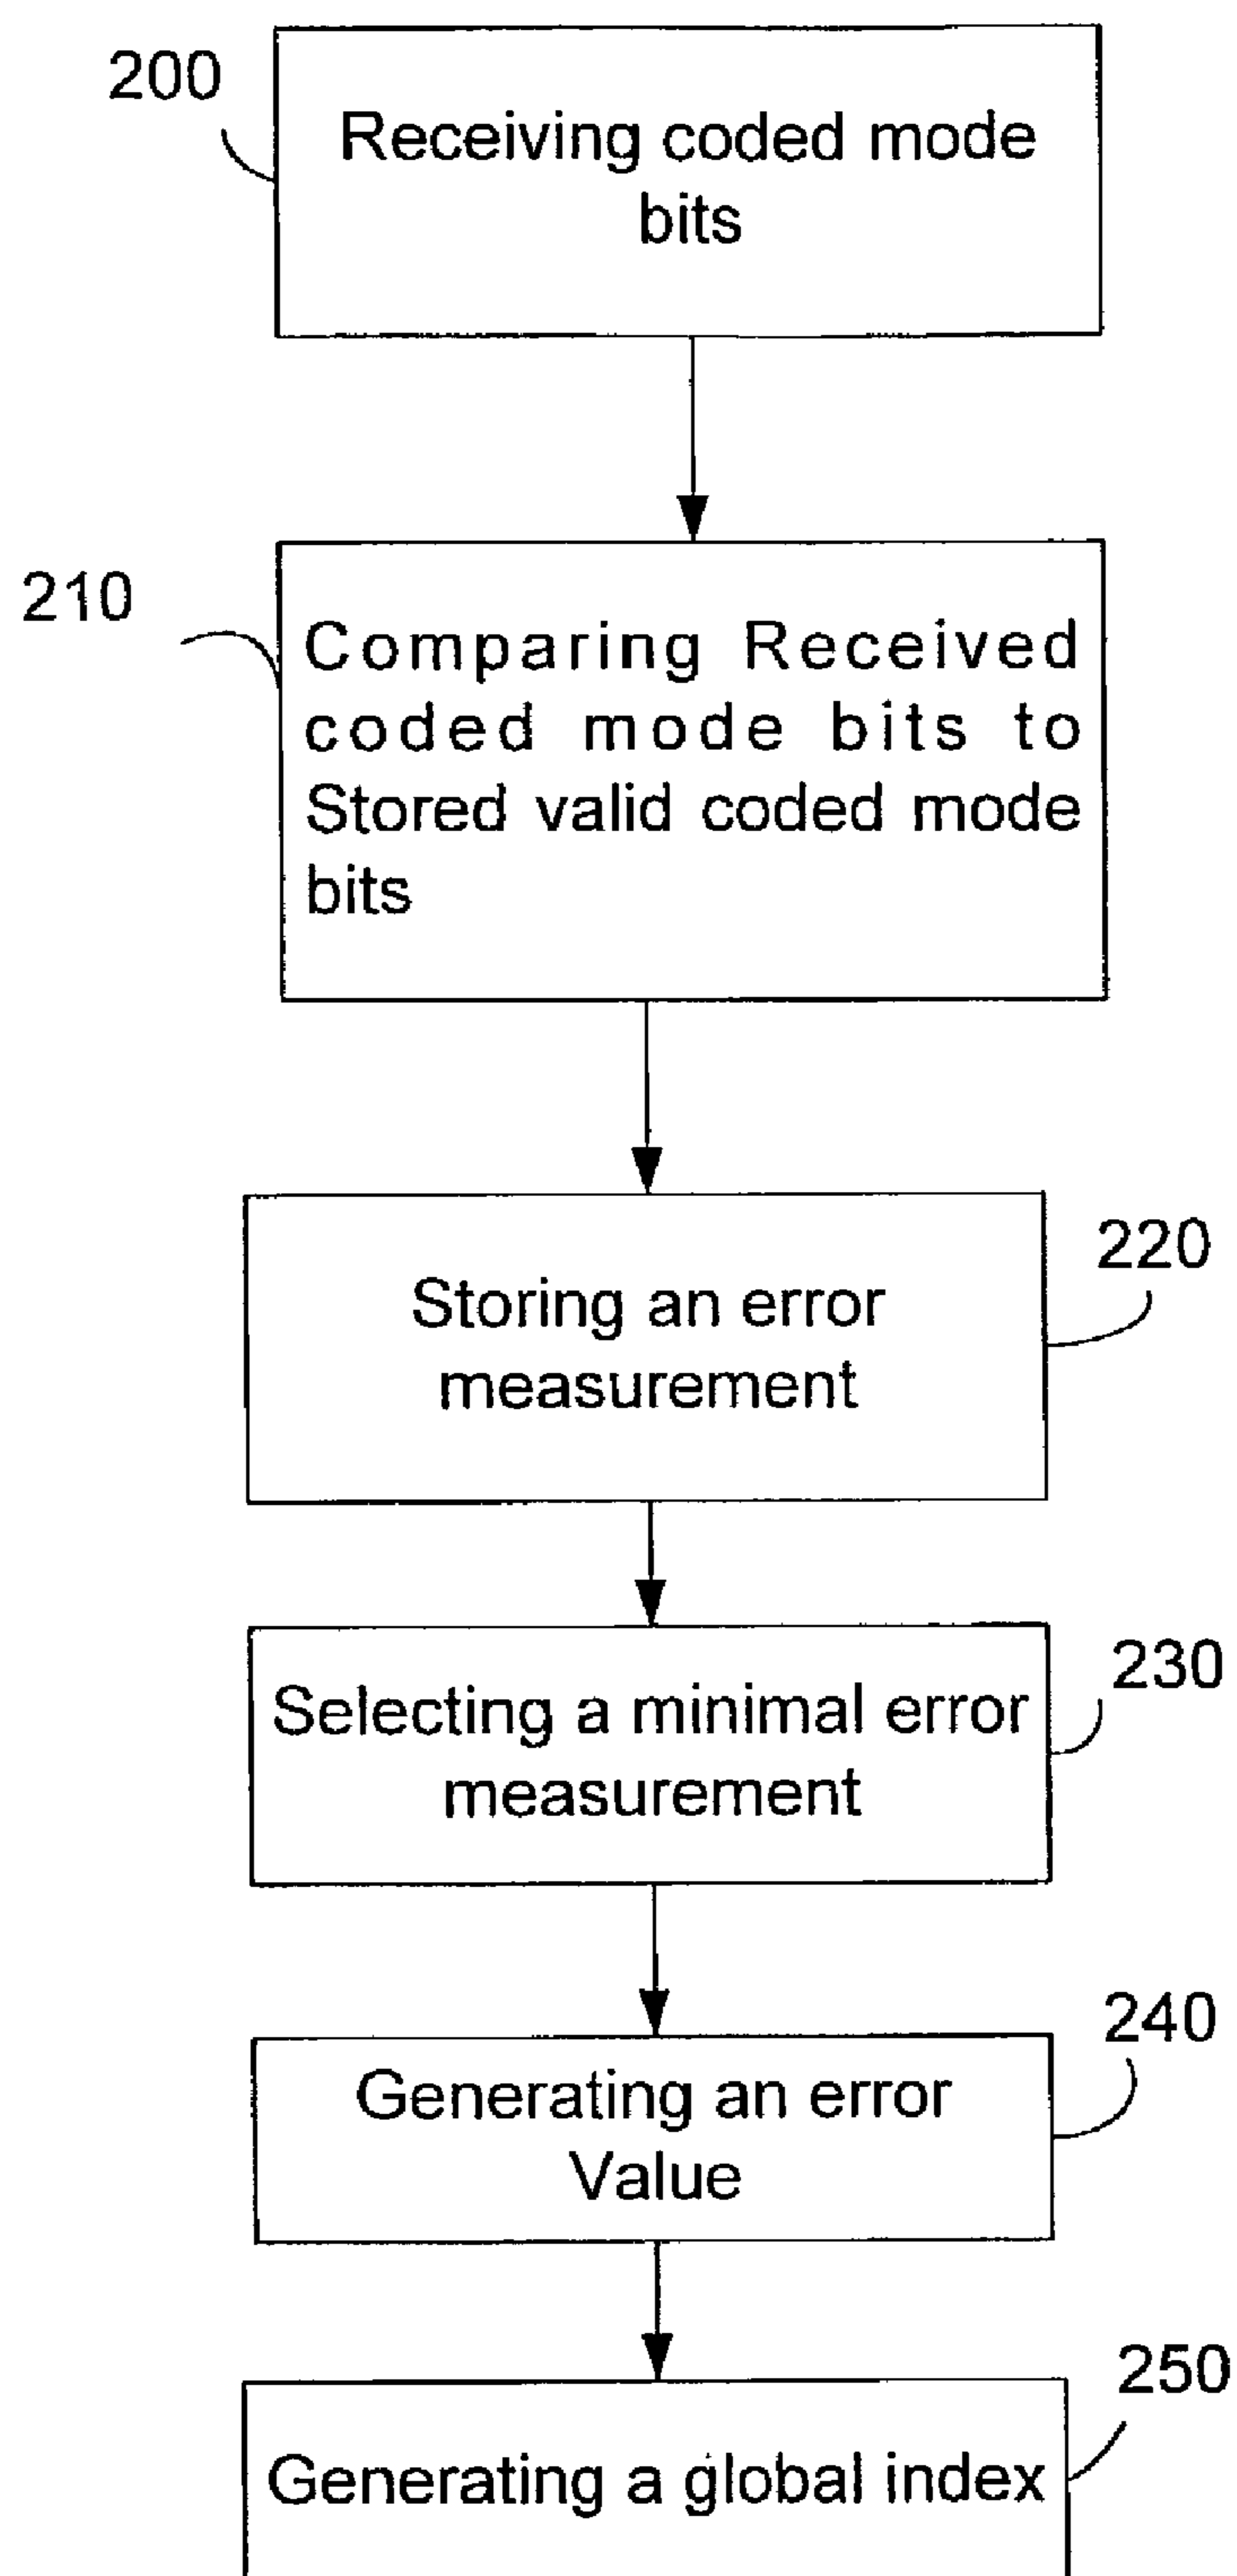 200
Receiving coded mode
bits
210
Comparing Received
coded mode bits to
Stored valid coded mode
bits
220
Storing an error
measurement
230
Selecting a minimal error
measurement
240
Generating an error
Value
250
Generating a global index